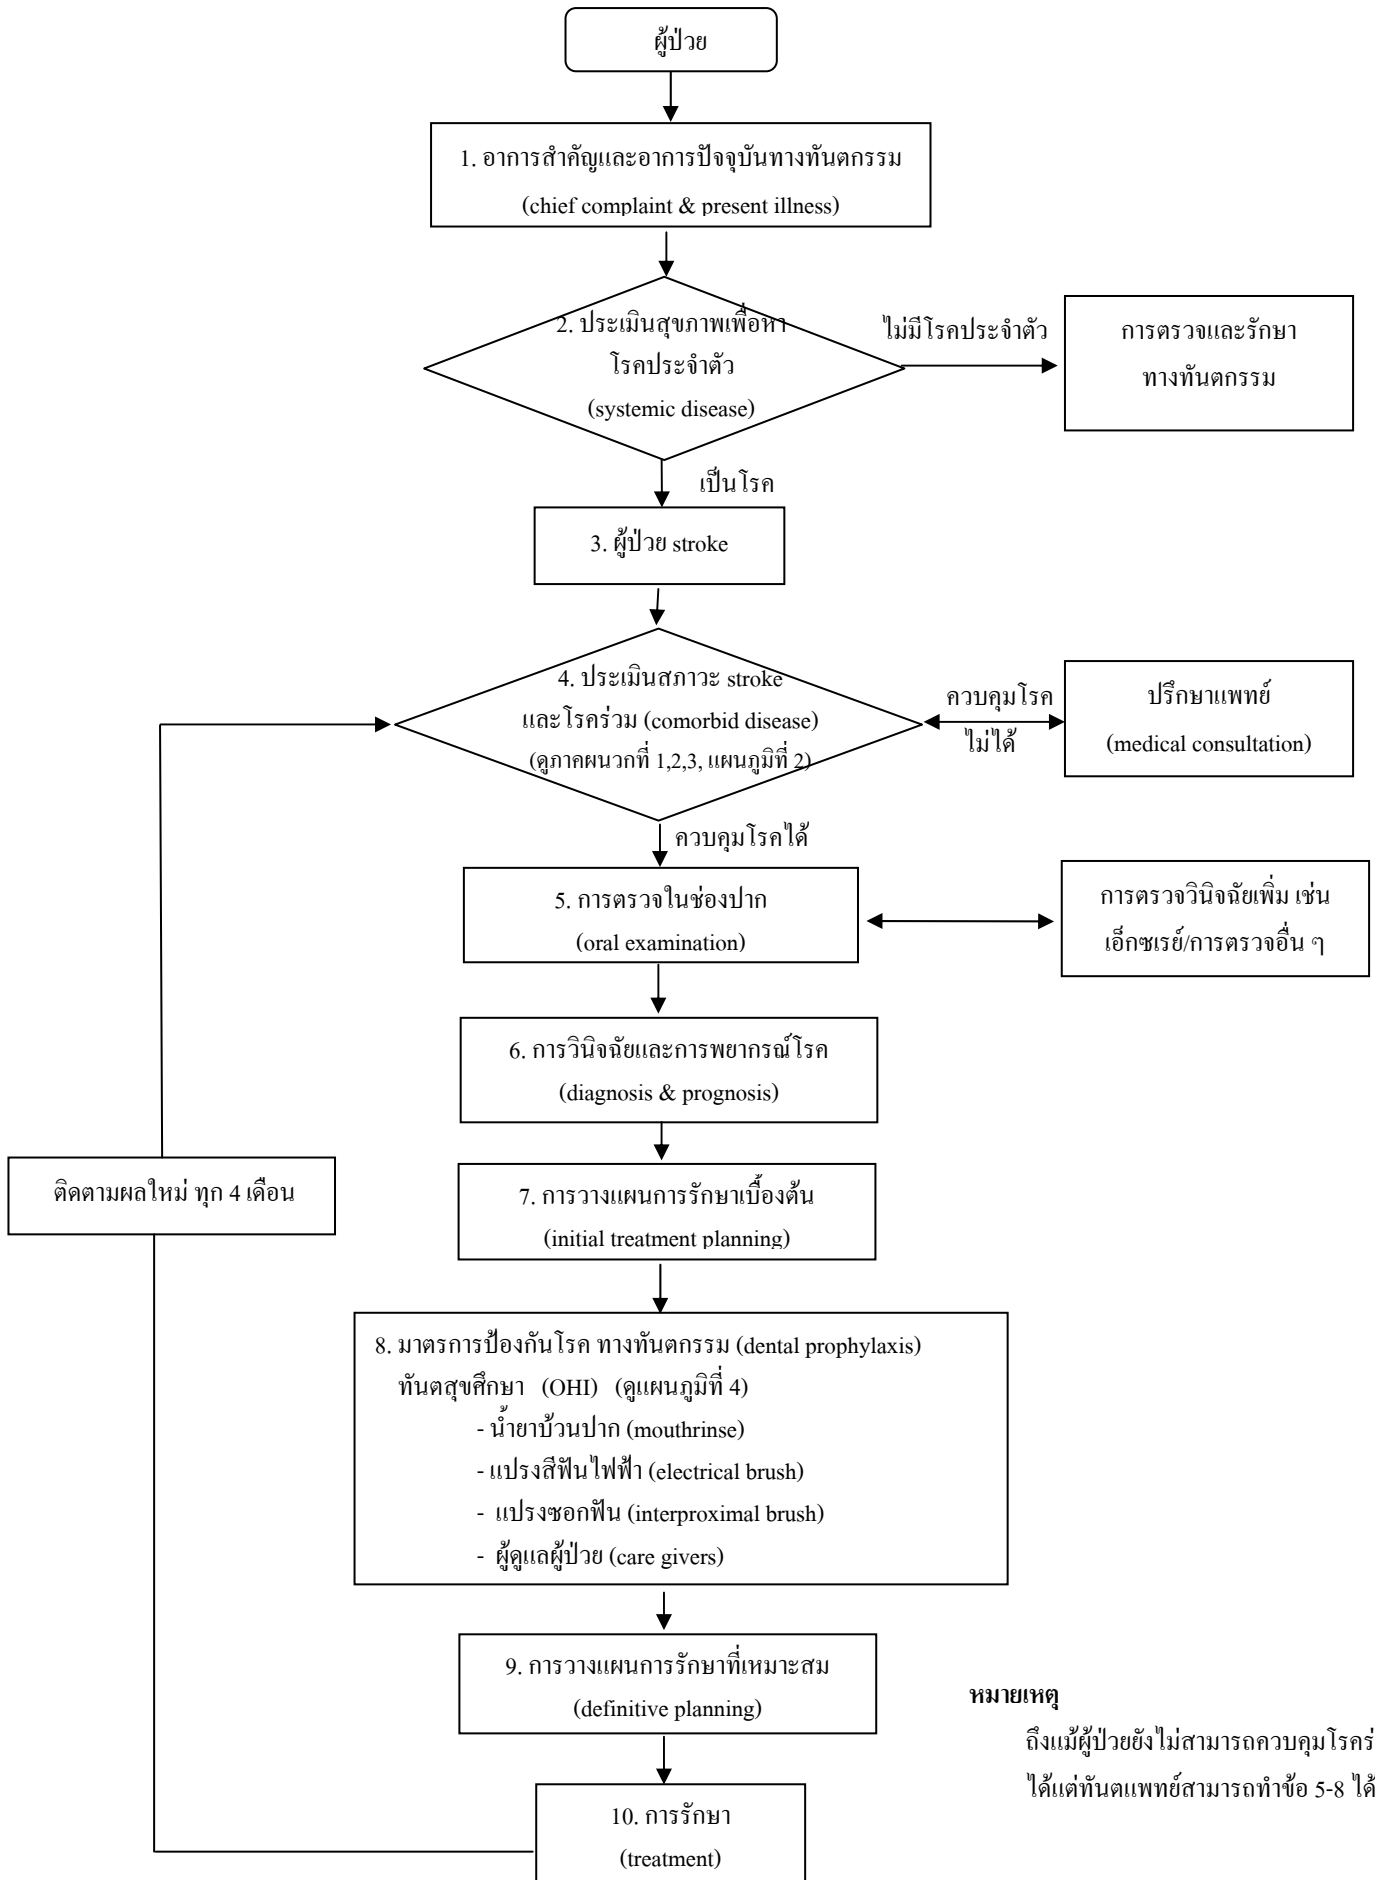 ผู้ป่วย
1. อาการสำคัญและอาการปัจจุบันทางทันตกรรม
(chief complaint & present illness)
2. ประเมินสุขภาพเพื่อหา
โรคประจำตัว
(systemic disease)
ไม่มีโรคประจำตัว
การตรวจและรักษา
ทางทันตกรรม
เป็นโรค
3. ผู้ป่วย stroke
4. ประเมินสภาวะ stroke
และโรคร่วม (comorbid disease)
(ดูภาคผนวกที่ 1,2,3, แผนภูมิที่ 2)
ควบคุมโรค
ไม่ได้
ปรึกษาแพทย์
(medical consultation)
ควบคุมโรคได้
5. การตรวจในช่องปาก
(oral examination)
การตรวจวินิจฉัยเพิ่ม เช่น
เอ็กซเรย์/การตรวจอื่น ๆ
6. การวินิจฉัยและการพยากรณ์โรค
(diagnosis & prognosis)
ติดตามผลใหม่ ทุก 4 เดือน
7. การวางแผนการรักษาเบื้องต้น
(initial treatment planning)
8. มาตรการป้องกันโรค ทางทันตกรรม (dental prophylaxis)
ทันตสุขศึกษา (OHI) (ดูแผนภูมิที่ 4)
- น้ำยาบ้วนปาก (mouthrinse)
- แปรงสีฟันไฟฟ้า (electrical brush)
- แปรงซอกฟัน (interproximal brush)
- ผู้ดูแลผู้ป่วย (care givers)
9. การวางแผนการรักษาที่เหมาะสม
(definitive planning)
10. การรักษา
(treatment)
หมายเหตุ
ถึงแม้ผู้ป่วยยังไม่สามารถควบคุมโรคร่
ได้แต่ทันตแพทย์สามารถทำข้อ 5-8 ได้